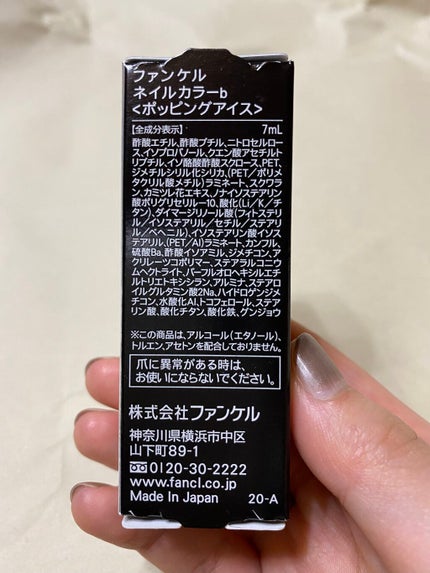 ファンケル
ネイルカラーb
<ポッピングアイス>
【全成分表示】 7mL
酢酸エチル、酢酸ブチル、ニトロセルロー
ス、イソプロパノール、クエン酸アセチルト
リブチル、イソ酪酸酢酸スクロース、PET、
ジメチルシリル化シリカ、(PET/ポリメ
タクリル酸メチル)ラミネート、スクワラ
ン、カミツレ花エキス、ノナイソステアリン
酸ポリグリセリル-10、酸化(Li/K/チ
タン)、ダイマージリノール酸(フィトステリ
ル/イソステアリル/セチル/ステアリ
ル/ベヘニル)、イソステアリン酸イソス
テアリル、(PET/Al)ラミネート、カンフル、
硫酸Ba、酢酸イソアミル、ジメチコン、ア
クリレーツコポリマー、ステアラルコニウ
ムヘクトライト、パーフルオロヘキシルエチ
ルトリエトキシシラン、アルミナ、ステアロ
イルグルタミン酸2Na、ハイドロゲンジメ
チコン、水酸化Al、トコフェロール、ステア
リン酸、酸化チタン、酸化鉄、グンジョウ
※この商品は、アルコール(エタノール)、
トルエン、アセトンを配合しておりません。
爪に異常がある時は、
お使いにならないでください。
株式会社ファンケル
神奈川県横浜市中区
山下町89-1
0120-30-2222
www.fancl.co.jp
Made In Japan 20-A